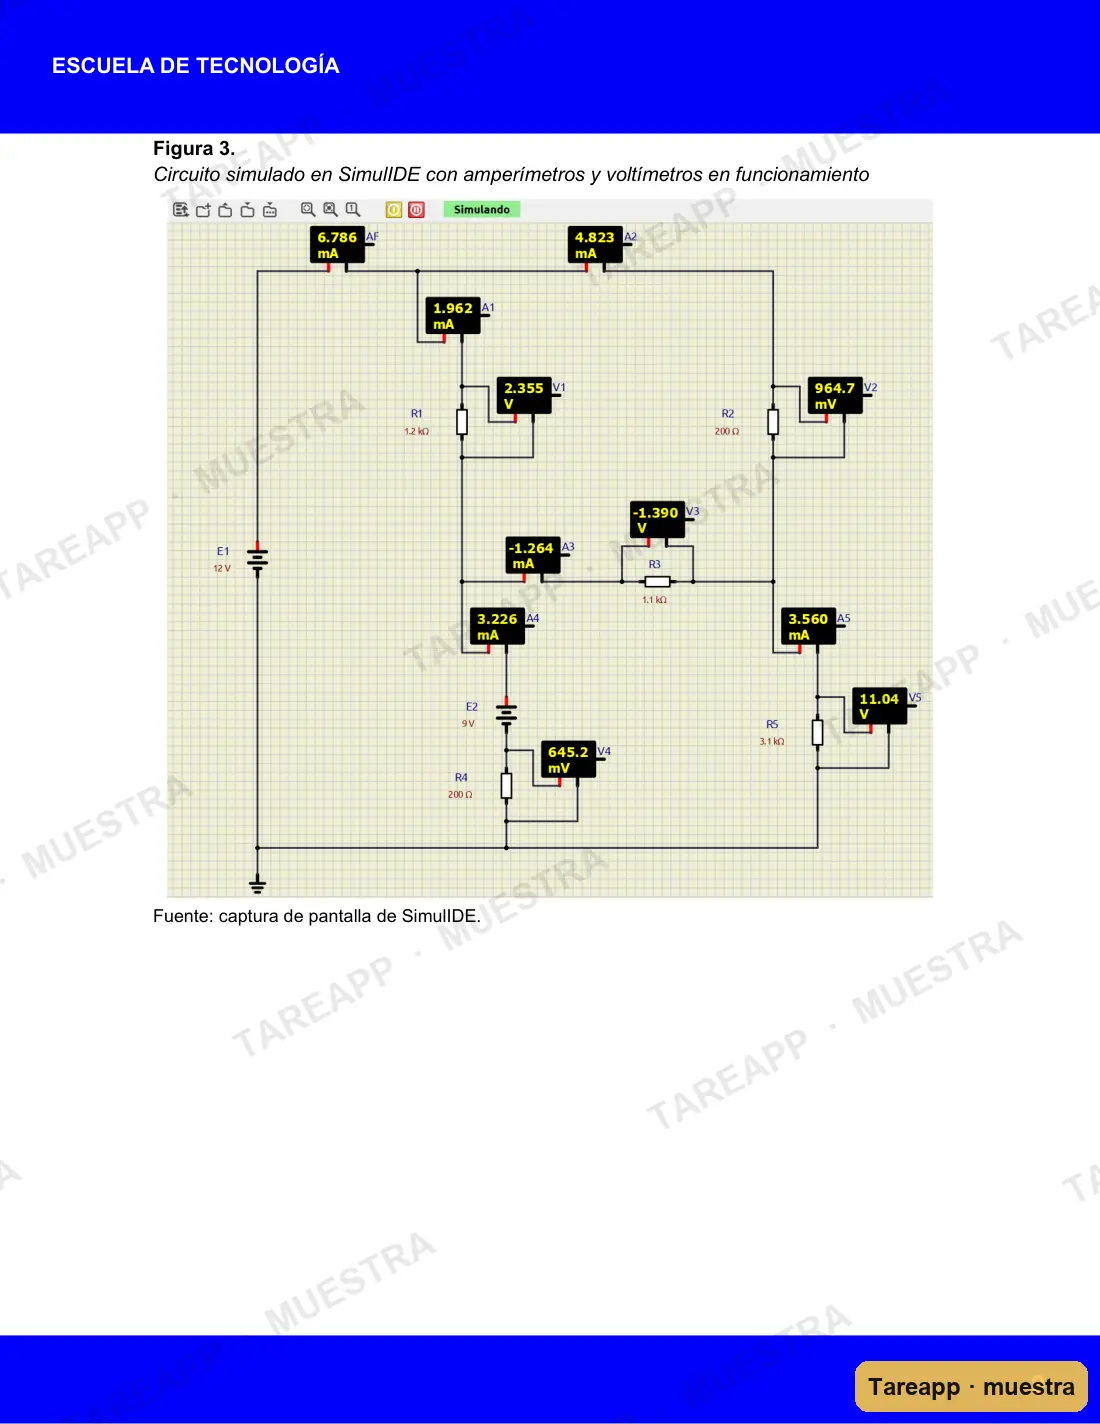 ESCUELA DE TECNOLOGÍA
Figura 3.
Circuito simulado en SimulIDE con amperímetros y voltímetros en funcionamiento
Simulando
6.786 mA AF
4.823 mA A2
1.962 mA A1
2.355 V V1
964.7 mV V2
R1
1.2 kΩ
R2
200 Ω
-1.390 V V3
E1
12 V
-1.264 mA A3
R3
1.1 kΩ
3.226 mA A4
3.560 mA A5
E2
9 V
11.04 V V5
R5
3.1 kΩ
645.2 mV V4
R4
200 Ω
Fuente: captura de pantalla de SimulIDE.
TAREAPP · MUESTRA
Tareapp · muestra